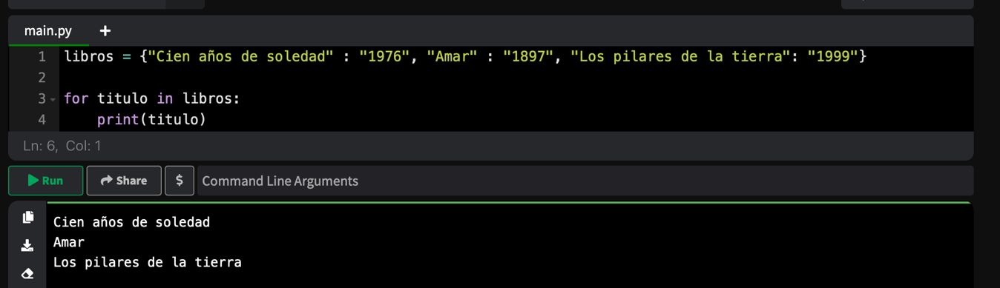 main.py +
1 libros = {"Cien años de soledad" : "1976", "Amar" : "1897", "Los pilares de la tierra": "1999"}
2
3 for titulo in libros:
4     print(titulo)
Ln: 6, Col: 1
Run Share $ Command Line Arguments
Cien años de soledad
Amar
Los pilares de la tierra